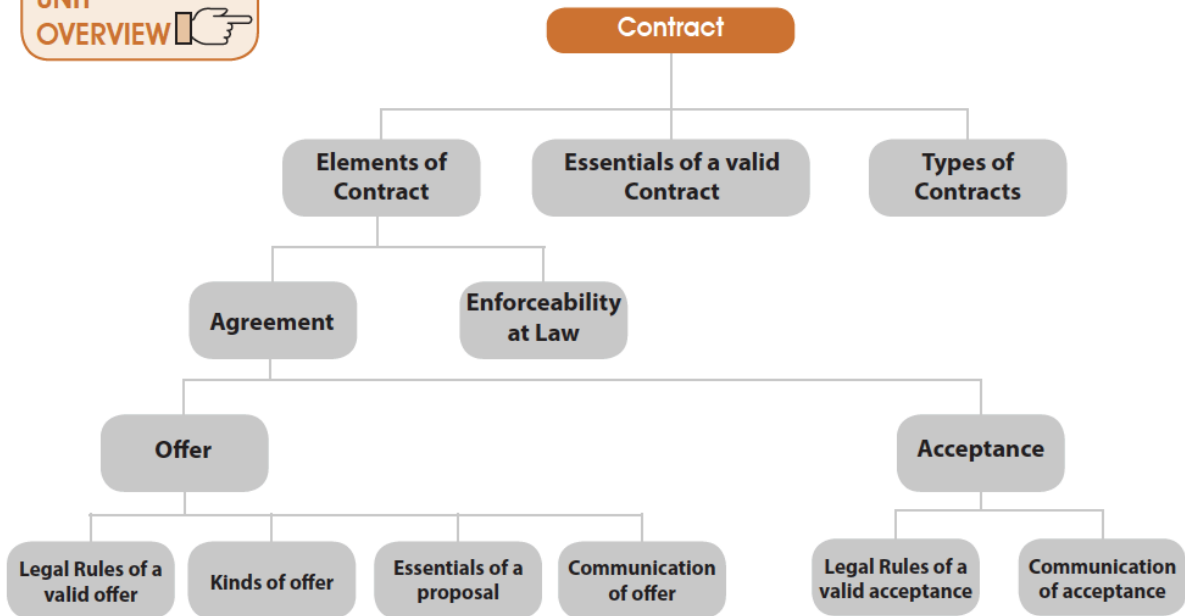 UNIT
OVERVIEW
Contract
Elements of
Contract
Essentials of a valid
Contract
Types of
Contracts
Agreement
Enforceability
at Law
Offer
Acceptance
Legal Rules of a
valid offer
Kinds of offer
Essentials of a
proposal
Communication
of offer
Legal Rules of a
valid acceptance
Communication
of acceptance